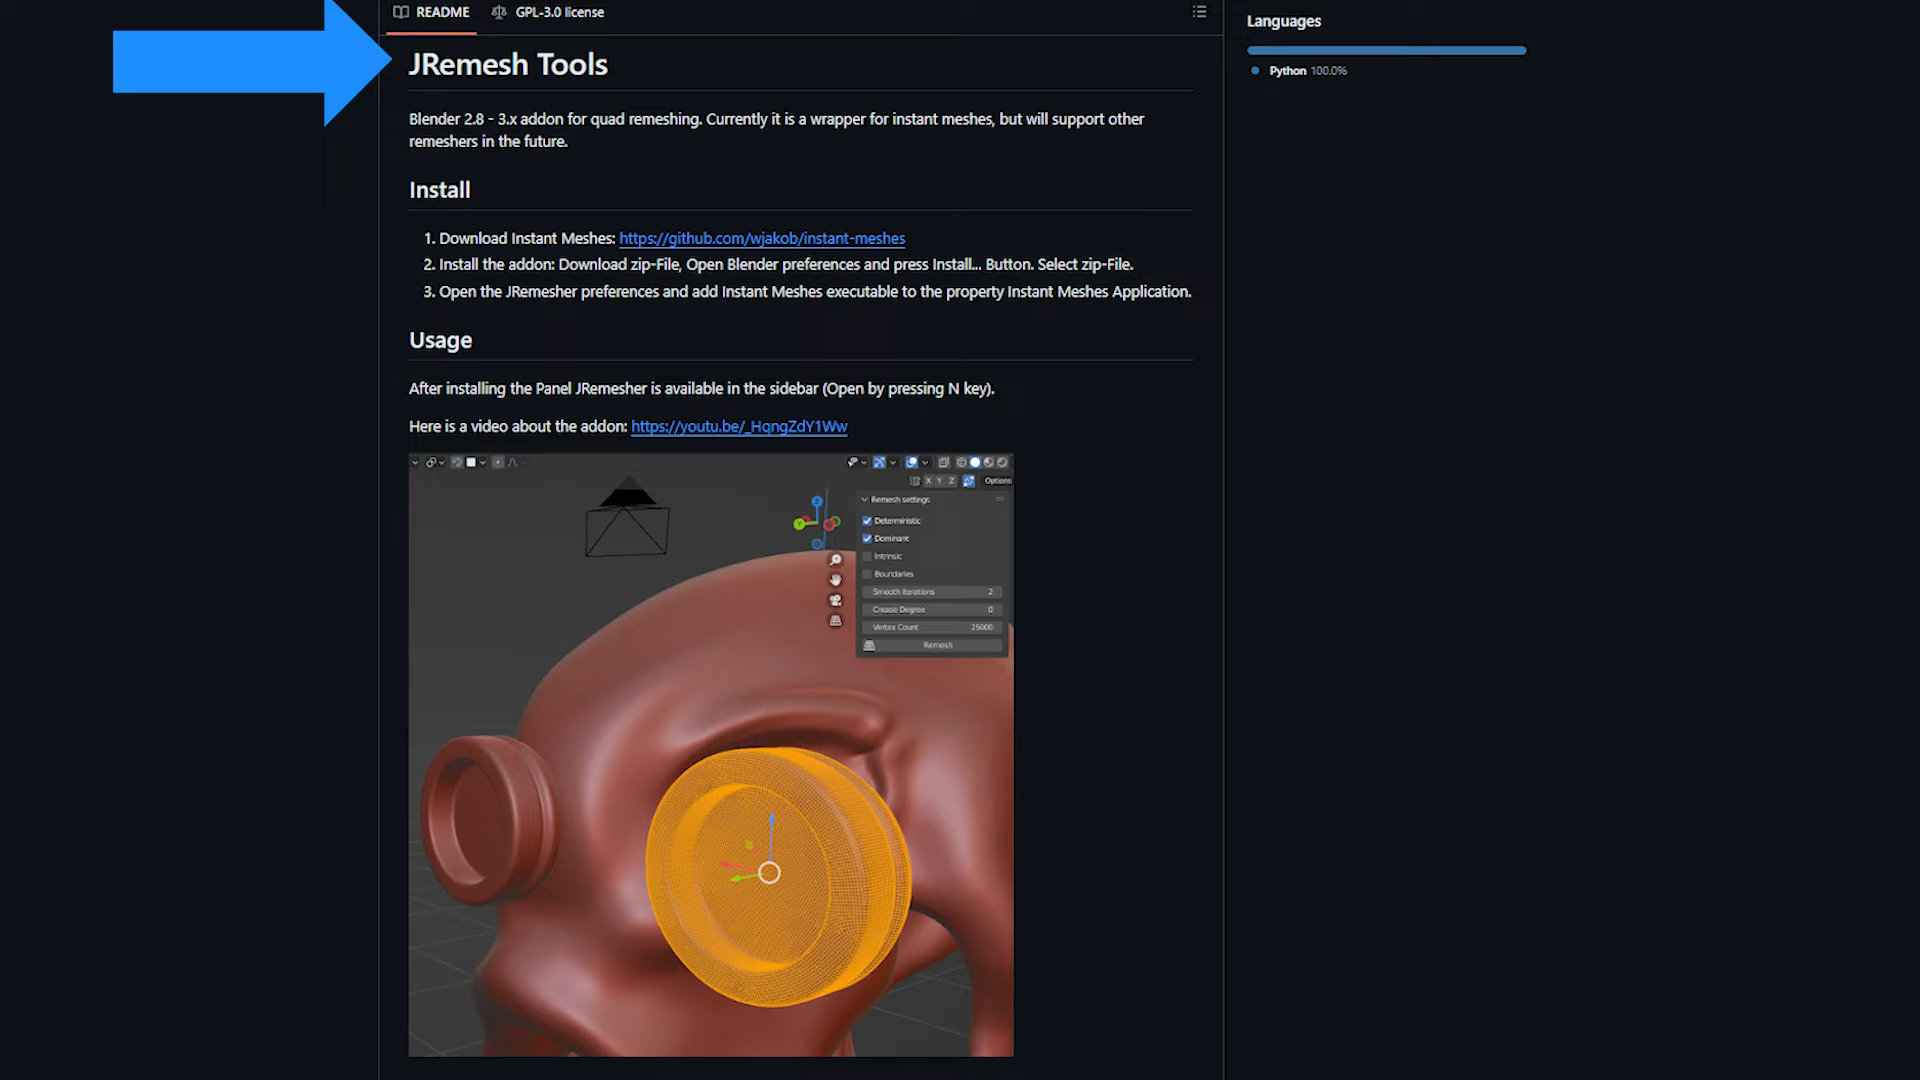 README
GPL-3.0 license
JRemesh Tools
Blender 2.8 - 3.x addon for quad remeshing. Currently it is a wrapper for instant meshes, but will support other
remeshers in the future.
Install
1. Download Instant Meshes: https://github.com/wjakob/instant-meshes
2. Install the addon: Download zip-File, Open Blender preferences and press Install... Button. Select zip-File.
3. Open the JRemesher preferences and add Instant Meshes executable to the property Instant Meshes Application.
Usage
After installing the Panel JRemesher is available in the sidebar (Open by pressing N key).
Here is a video about the addon: https://youtu.be/_HqngZdY1Ww
X Y Z Options
Z
Y
Remesh settings
Deterministic
Dominant
Intrinsic
Boundaries
Smooth Iterations 2
Crease Degree 0
Vertex Count 25000
Remesh
Languages
Python 100.0%